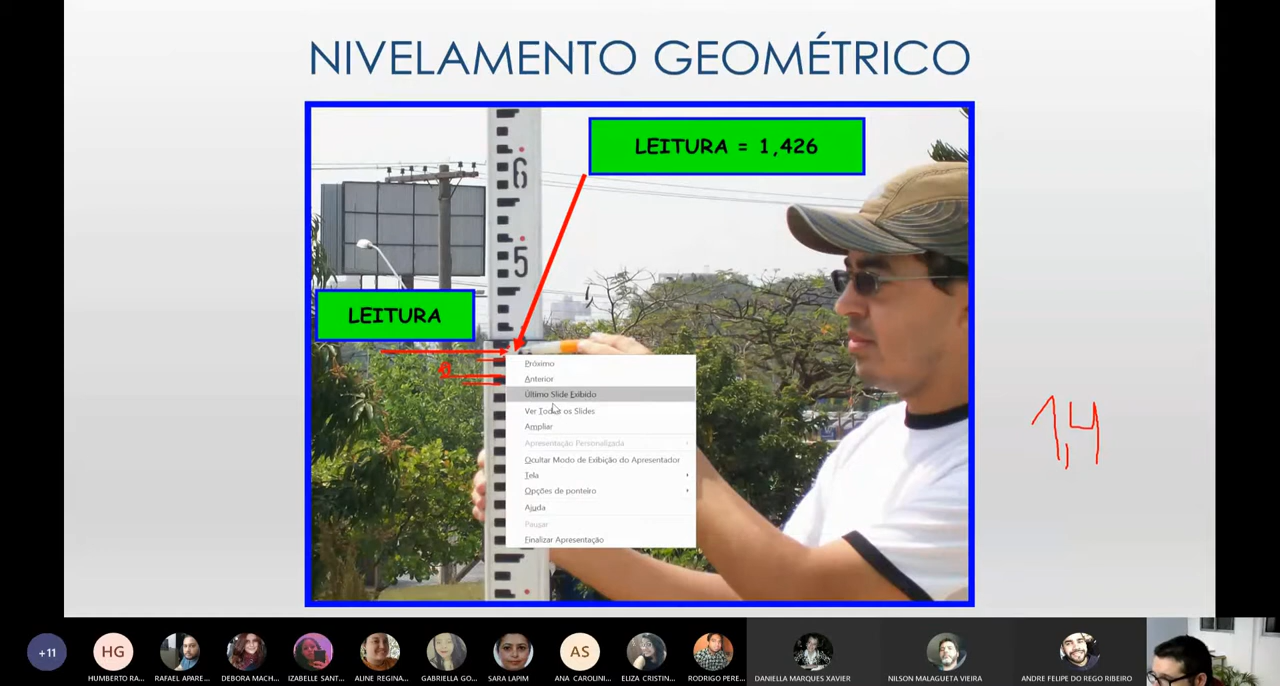 NIVELAMENTO GEOMÉTRICO
LEITURA = 1,426
6
5
LEITURA
Próximo
Anterior
Último Slide Exibido
Ver Todos os Slides
Ampliar
Apresentação Personalizada
Ocultar Modo de Exibição do Apresentador
Tela
Opções de ponteiro
Ajuda
Pausar
Finalizar Apresentação
1,4
+11
HG
AS
HUMBERTO RA...
RAFAEL APARE...
DEBORA MACH...
IZABELLE SANT...
ALINE REGINA...
GABRIELLA GO...
SARA LAPIM
ANA CAROLINI...
ELIZA CRISTIN...
RODRIGO PERE...
DANIELLA MARQUES XAVIER
NILSON MALAGUETA VIEIRA
ANDRE FELIPE DO REGO RIBEIRO